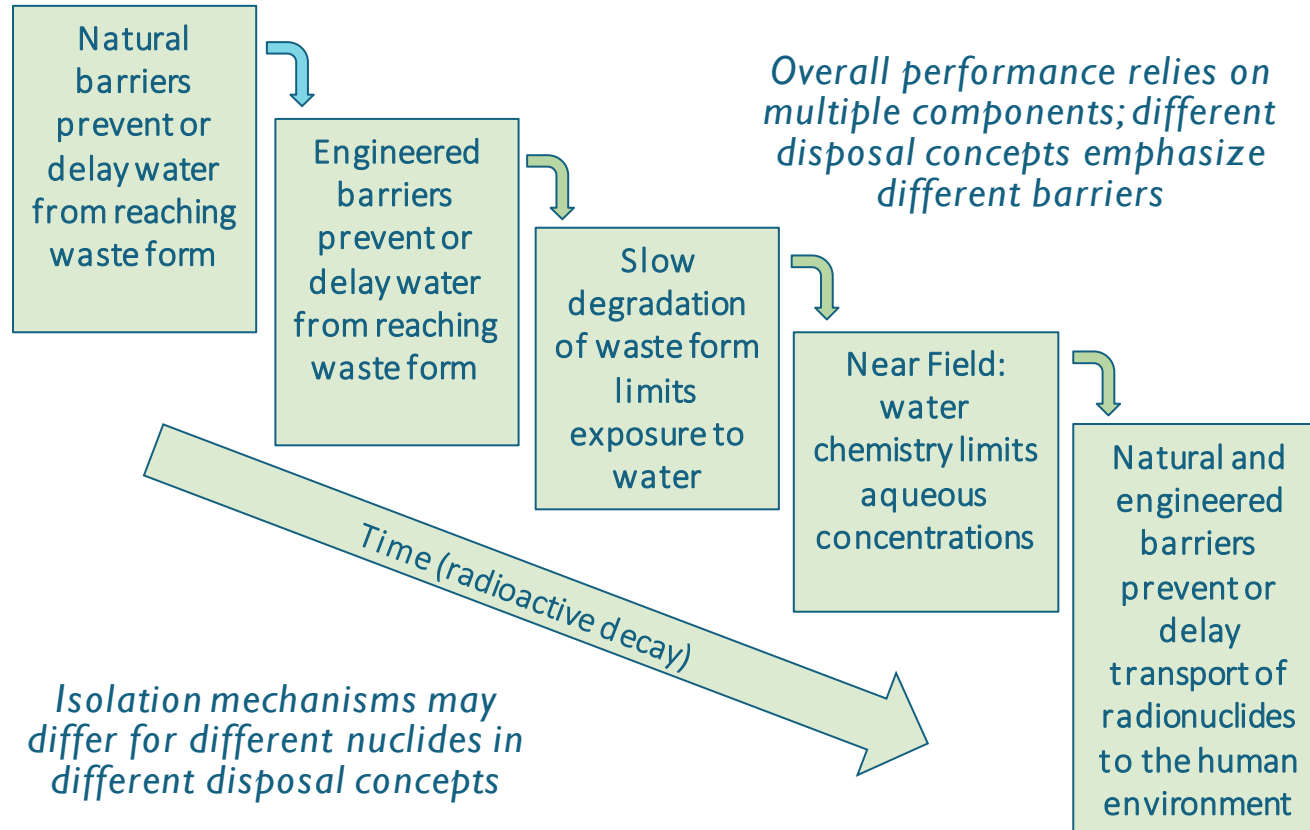 Natural
barriers
prevent or
delay water
from reaching
waste form
Overall performance relies on
multiple components; different
disposal concepts emphasize
different barriers
Engineered
barriers
prevent or
delay water
from reaching
waste form
Slow
degradation
of waste form
limits
exposure to
water
Near Field:
water
chemistry limits
aqueous
concentrations
Natural and
engineered
barriers
prevent or
delay
transport of
radionuclides
to the human
environment
Time (radioactive decay)
Isolation mechanisms may
differ for different nuclides in
different disposal concepts